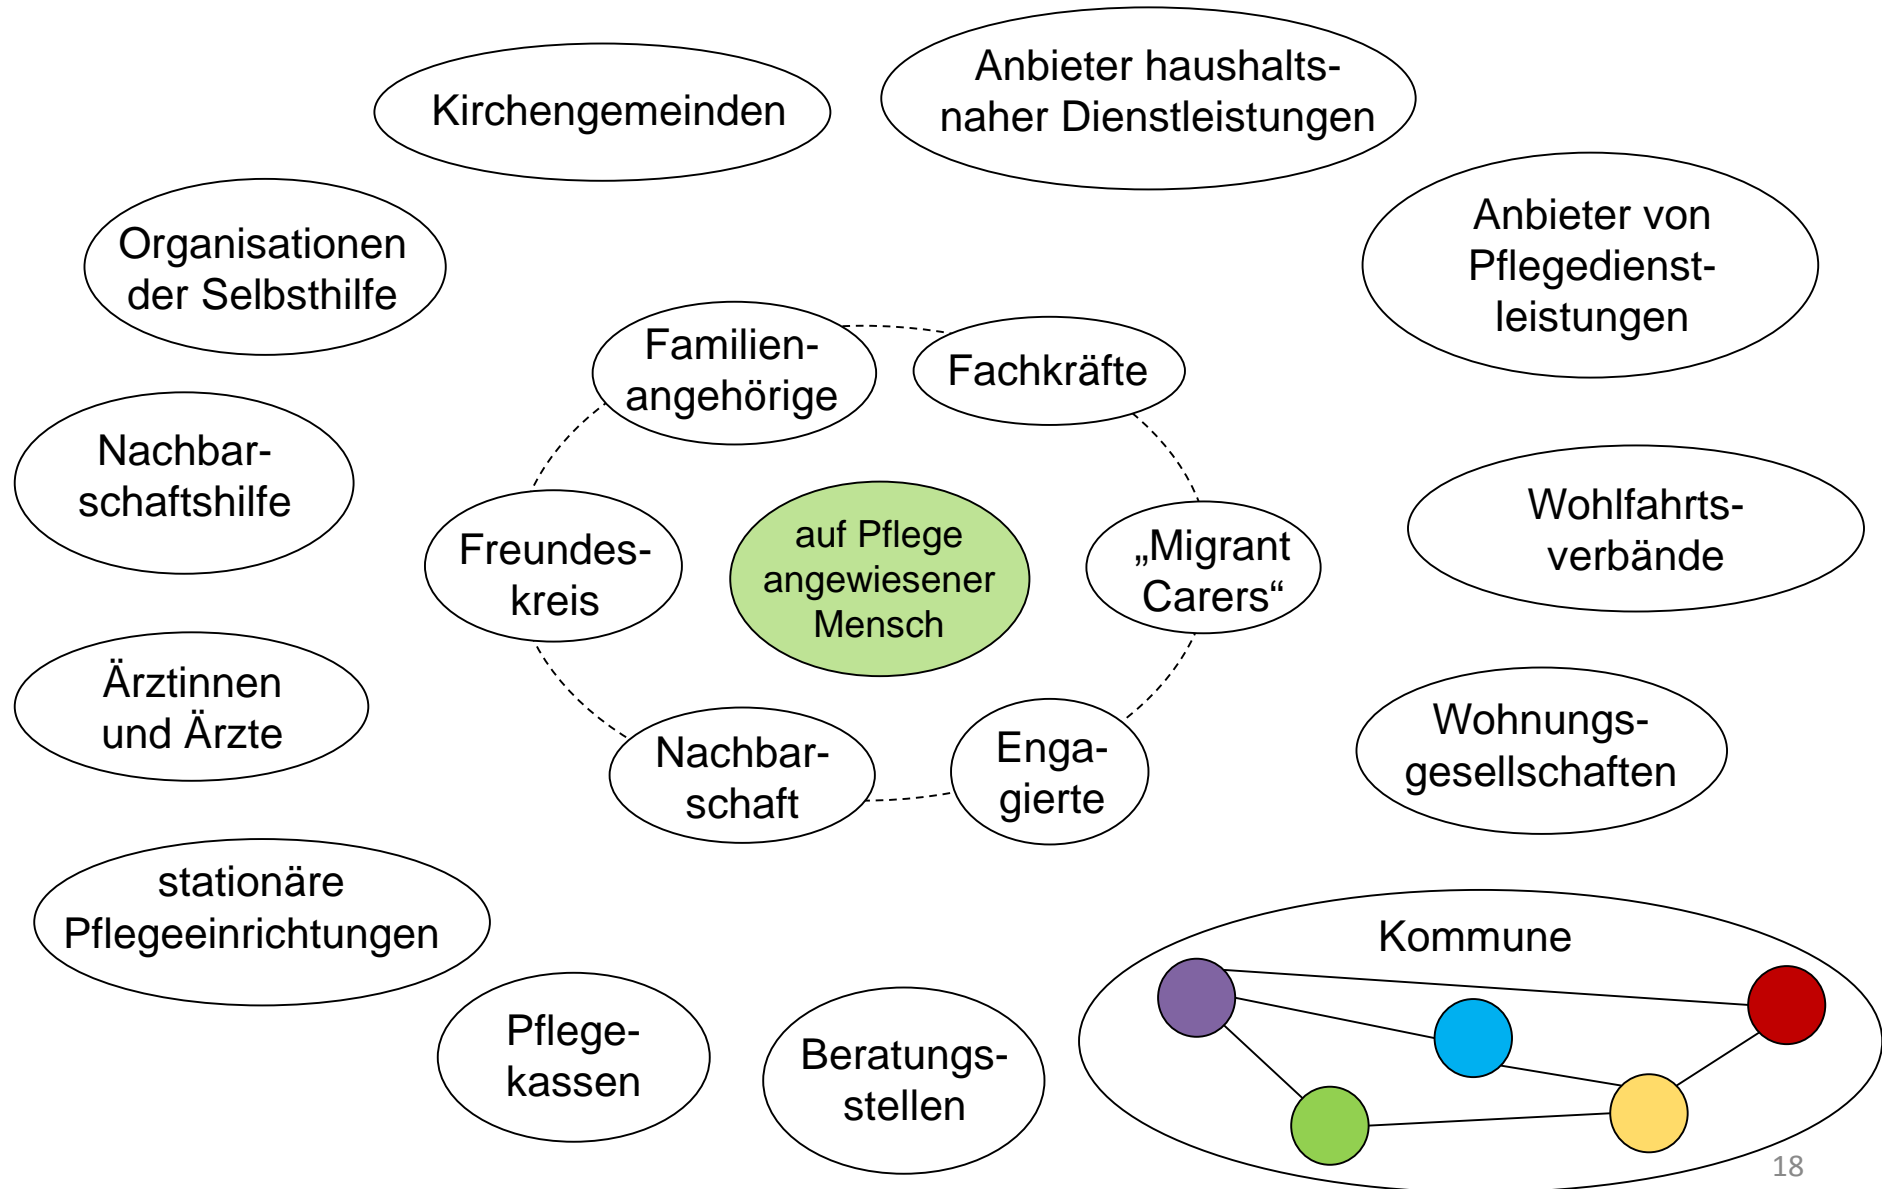 Kirchengemeinden
Anbieter haushalts-
naher Dienstleistungen
Organisationen
der Selbsthilfe
Anbieter von
Pflegedienst-
leistungen
Familien-
angehörige
Fachkräfte
Nachbar-
schaftshilfe
Freundes-
kreis
auf Pflege
angewiesener
Mensch
„Migrant
Carers“
Wohlfahrts-
verbände
Ärztinnen
und Ärzte
Nachbar-
schaft
Enga-
gierte
Wohnungs-
gesellschaften
stationäre
Pflegeeinrichtungen
Pflege-
kassen
Beratungs-
stellen
Kommune
18